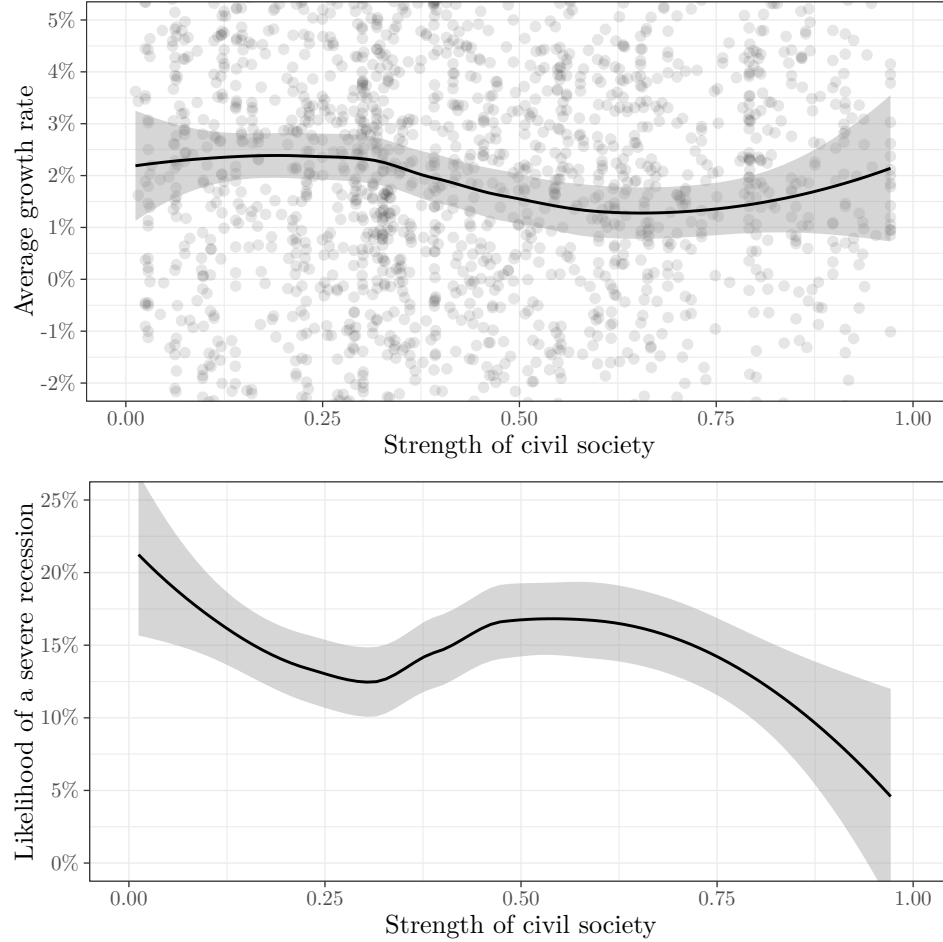 Average growth rate
5%
4%
3%
2%
1%
0%
-1%
-2%
0.00 0.25 0.50 0.75 1.00
Strength of civil society
Likelihood of a severe recession
25%
20%
15%
10%
5%
0%
0.00 0.25 0.50 0.75 1.00
Strength of civil society